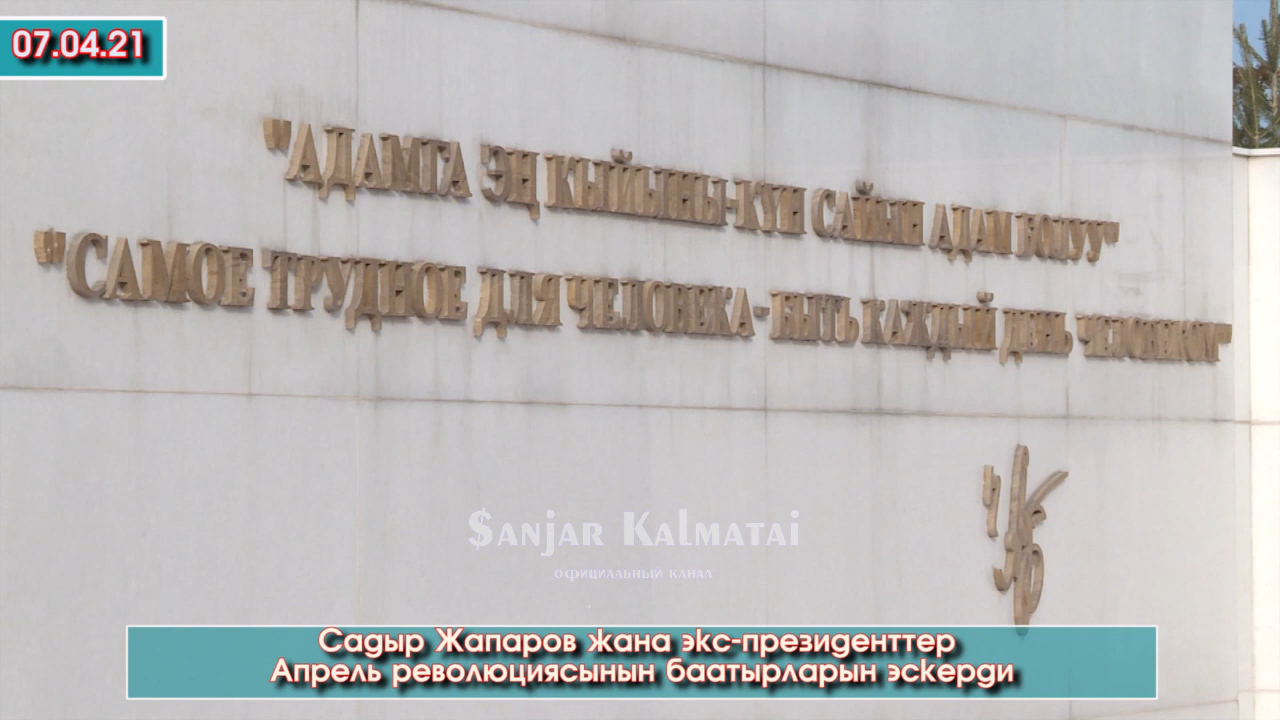 07.04.21
"АДАМГА ЭҢ КЫЙЫНЫ-КҮН САЙЫН АДАМ БОЛУУ"
"САМОЕ ТРУДНОЕ ДЛЯ ЧЕЛОВЕКА - БЫТЬ КАЖДЫЙ ДЕНЬ ЧЕЛОВЕКОМ"
$anjar Kalmatai
официальный канал
Садыр Жапаров жана экс-президенттер
Апрель революциясынын баатырларын эскерди